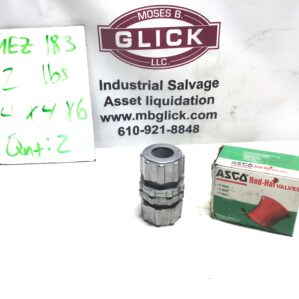 MEZ 183
2 lbs
4 x 4 x 6
Qnt: 2
MOSES B.
GLICK
LLC.
Industrial Salvage
Asset liquidation
www.mbglick.com
610-921-8848
ASCO Red-Hat VALVES